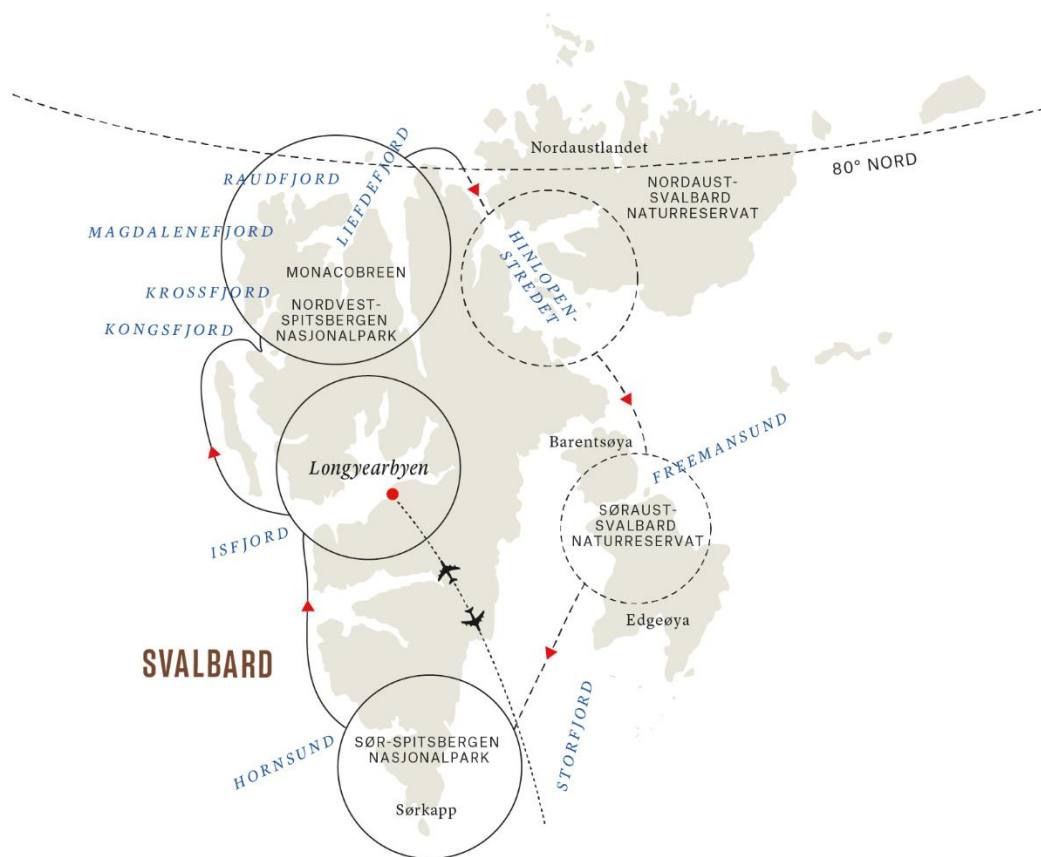 Nordaustlandet
80° NORD
RAUDFJORD
LIEFDEFJORD
NORDAUST-
SVALBARD
NATURRESERVAT
MAGDALENEFJORD
HINLOPEN-
STREDET
MONACOBREEN
KROSSFJORD
NORDVEST-
SPITSBERGEN
NASJONALPARK
KONGSFJORD
Barentsøya
FREEMANSUND
Longyearbyen
SØRAUST-
SVALBARD
NATURRESERVAT
ISFJORD
Edgeøya
SVALBARD
STORFJORD
HORNSUND
SØR-SPITSBERGEN
NASJONALPARK
Sørkapp